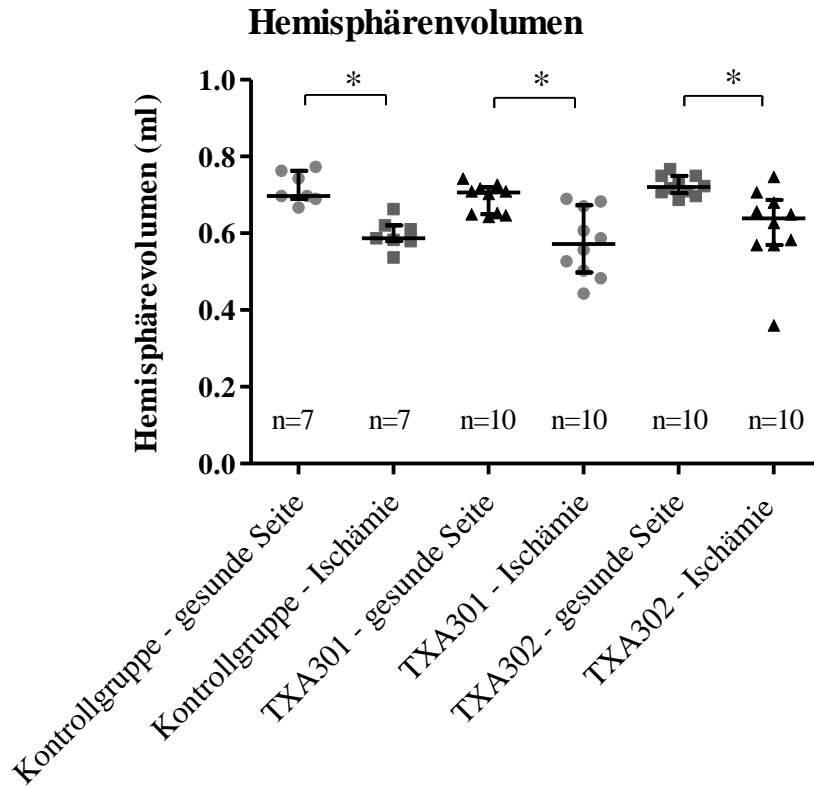 Hemisphärenvolumen
Hemisphärevolumen (ml)
1.0
0.8
0.6
0.4
0.2
0.0
* * *
n=7 n=7 n=10 n=10 n=10 n=10
Kontrollgruppe - gesunde Seite
Kontrollgruppe - Ischämie
TXA301 - gesunde Seite
TXA301 - Ischämie
TXA302 - gesunde Seite
TXA302 - Ischämie